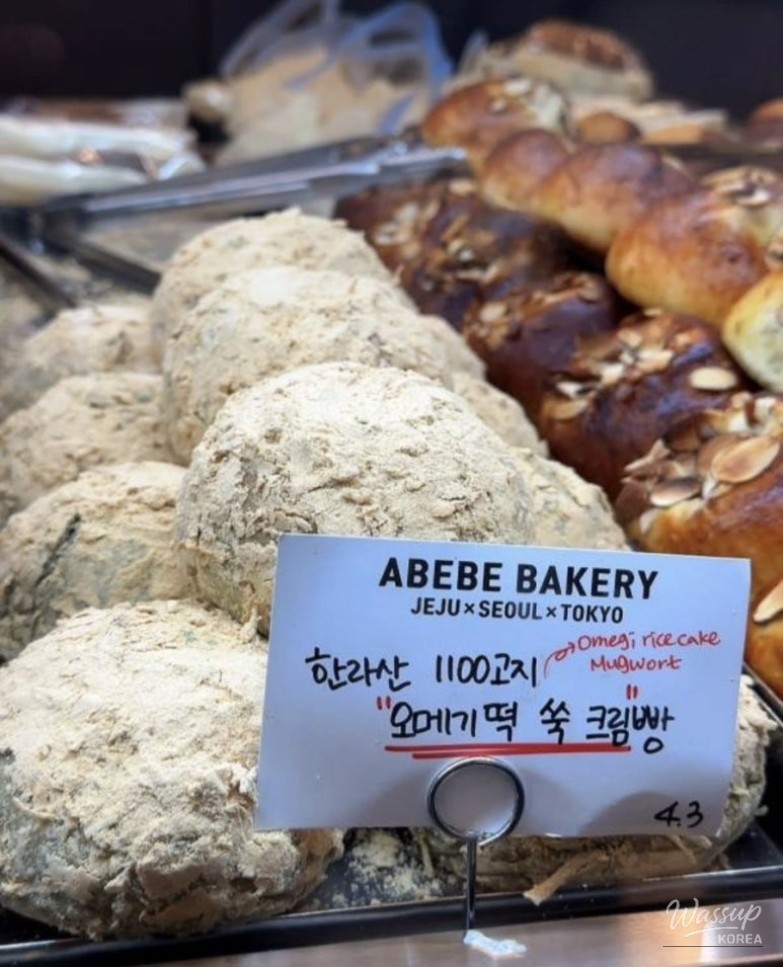 ABEBE BAKERY
JEJU×SEOUL×TOKYO
Omegi rice cake
Mugwort
한라산 1100고지
"오메기떡 쑥 크림"빵
4.3
Wassup
KOREA